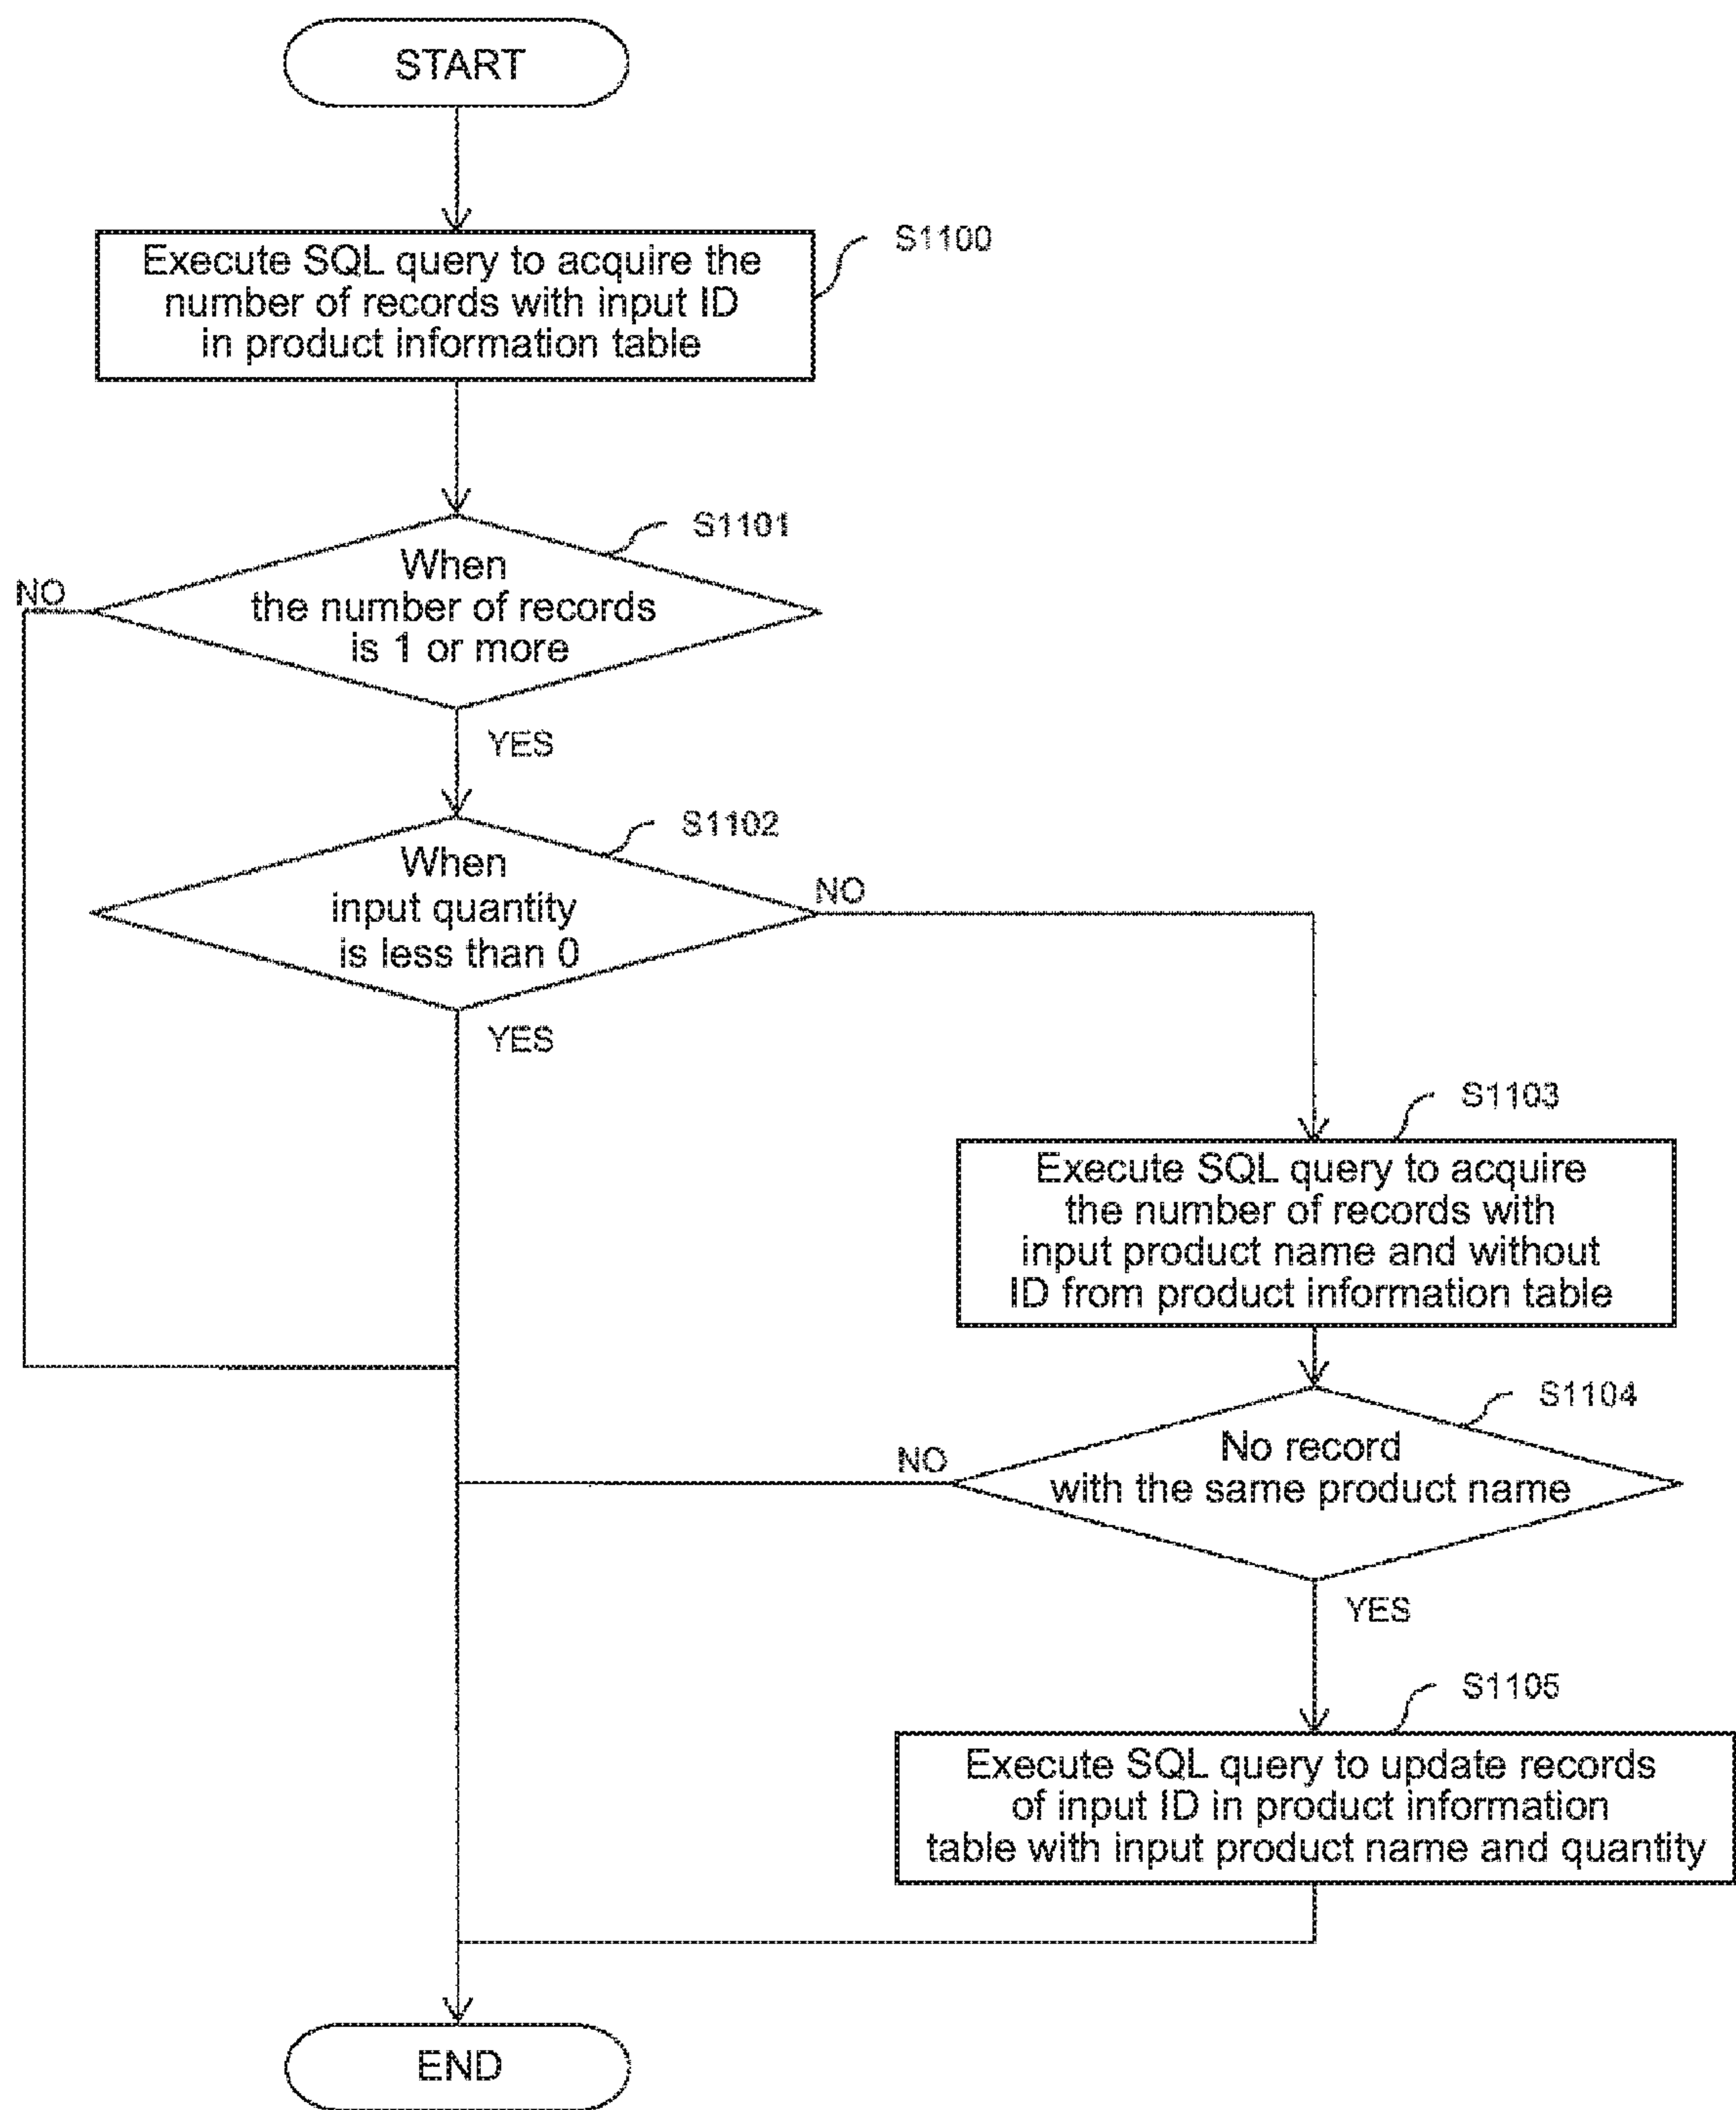 START
S1100
Execute SQL query to acquire the
number of records with input ID
in product information table
S1101
When
the number of records
is 1 or more
NO
YES
S1102
When
input quantity
is less than 0
NO
YES
S1103
Execute SQL query to acquire
the number of records with
input product name and without
ID from product information table
S1104
No record
with the same product name
NO
YES
S1105
Execute SQL query to update records
of input ID in product information
table with input product name and quantity
END